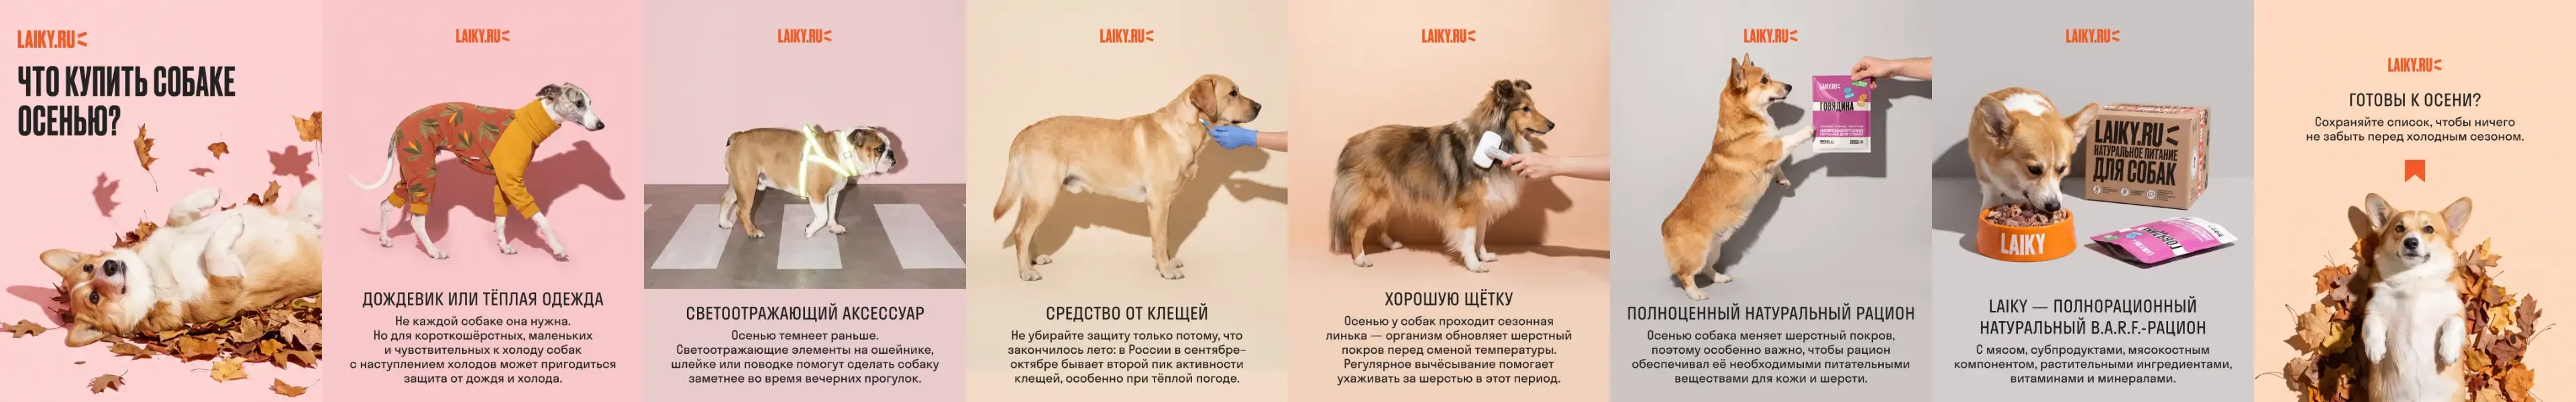 LAIKY.RU
ЧТО КУПИТЬ СОБАКЕ
ОСЕНЬЮ?
LAIKY.RU
ДОЖДЕВИК ИЛИ ТЁПЛАЯ ОДЕЖДА
Не каждой собаке она нужна.
Но для короткошёрстных, маленьких
и чувствительных к холоду собак
с наступлением холодов может пригодиться
защита от дождя и холода.
LAIKY.RU
СВЕТООТРАЖАЮЩИЙ АКСЕССУАР
Осенью темнеет раньше.
Светоотражающие элементы на ошейнике,
шлейке или поводке помогут сделать собаку
заметнее во время вечерних прогулок.
LAIKY.RU
СРЕДСТВО ОТ КЛЕЩЕЙ
Не убирайте защиту только потому, что
закончилось лето: в России в сентябре–
октябре бывает второй пик активности
клещей, особенно при тёплой погоде.
LAIKY.RU
ХОРОШУЮ ЩЁТКУ
Осенью у собак проходит сезонная
линька — организм обновляет шерстный
покров перед сменой температуры.
Регулярное вычёсывание помогает
ухаживать за шерстью в этот период.
LAIKY.RU
LAIKY.RU
ГОВЯДИНА
ПОЛНОЦЕННЫЙ НАТУРАЛЬНЫЙ РАЦИОН
Осенью собака меняет шерстный покров,
поэтому особенно важно, чтобы рацион
обеспечивал её необходимыми питательными
веществами для кожи и шерсти.
LAIKY.RU
LAIKY.RU
НАТУРАЛЬНОЕ ПИТАНИЕ
ДЛЯ СОБАК
LAIKY
ГОВЯДИНА
LAIKY — ПОЛНОРАЦИОННЫЙ
НАТУРАЛЬНЫЙ B.A.R.F.-РАЦИОН
С мясом, субпродуктами, мясокостным
компонентом, растительными ингредиентами,
витаминами и минералами.
LAIKY.RU
ГОТОВЫ К ОСЕНИ?
Сохраняйте список, чтобы ничего
не забыть перед холодным сезоном.